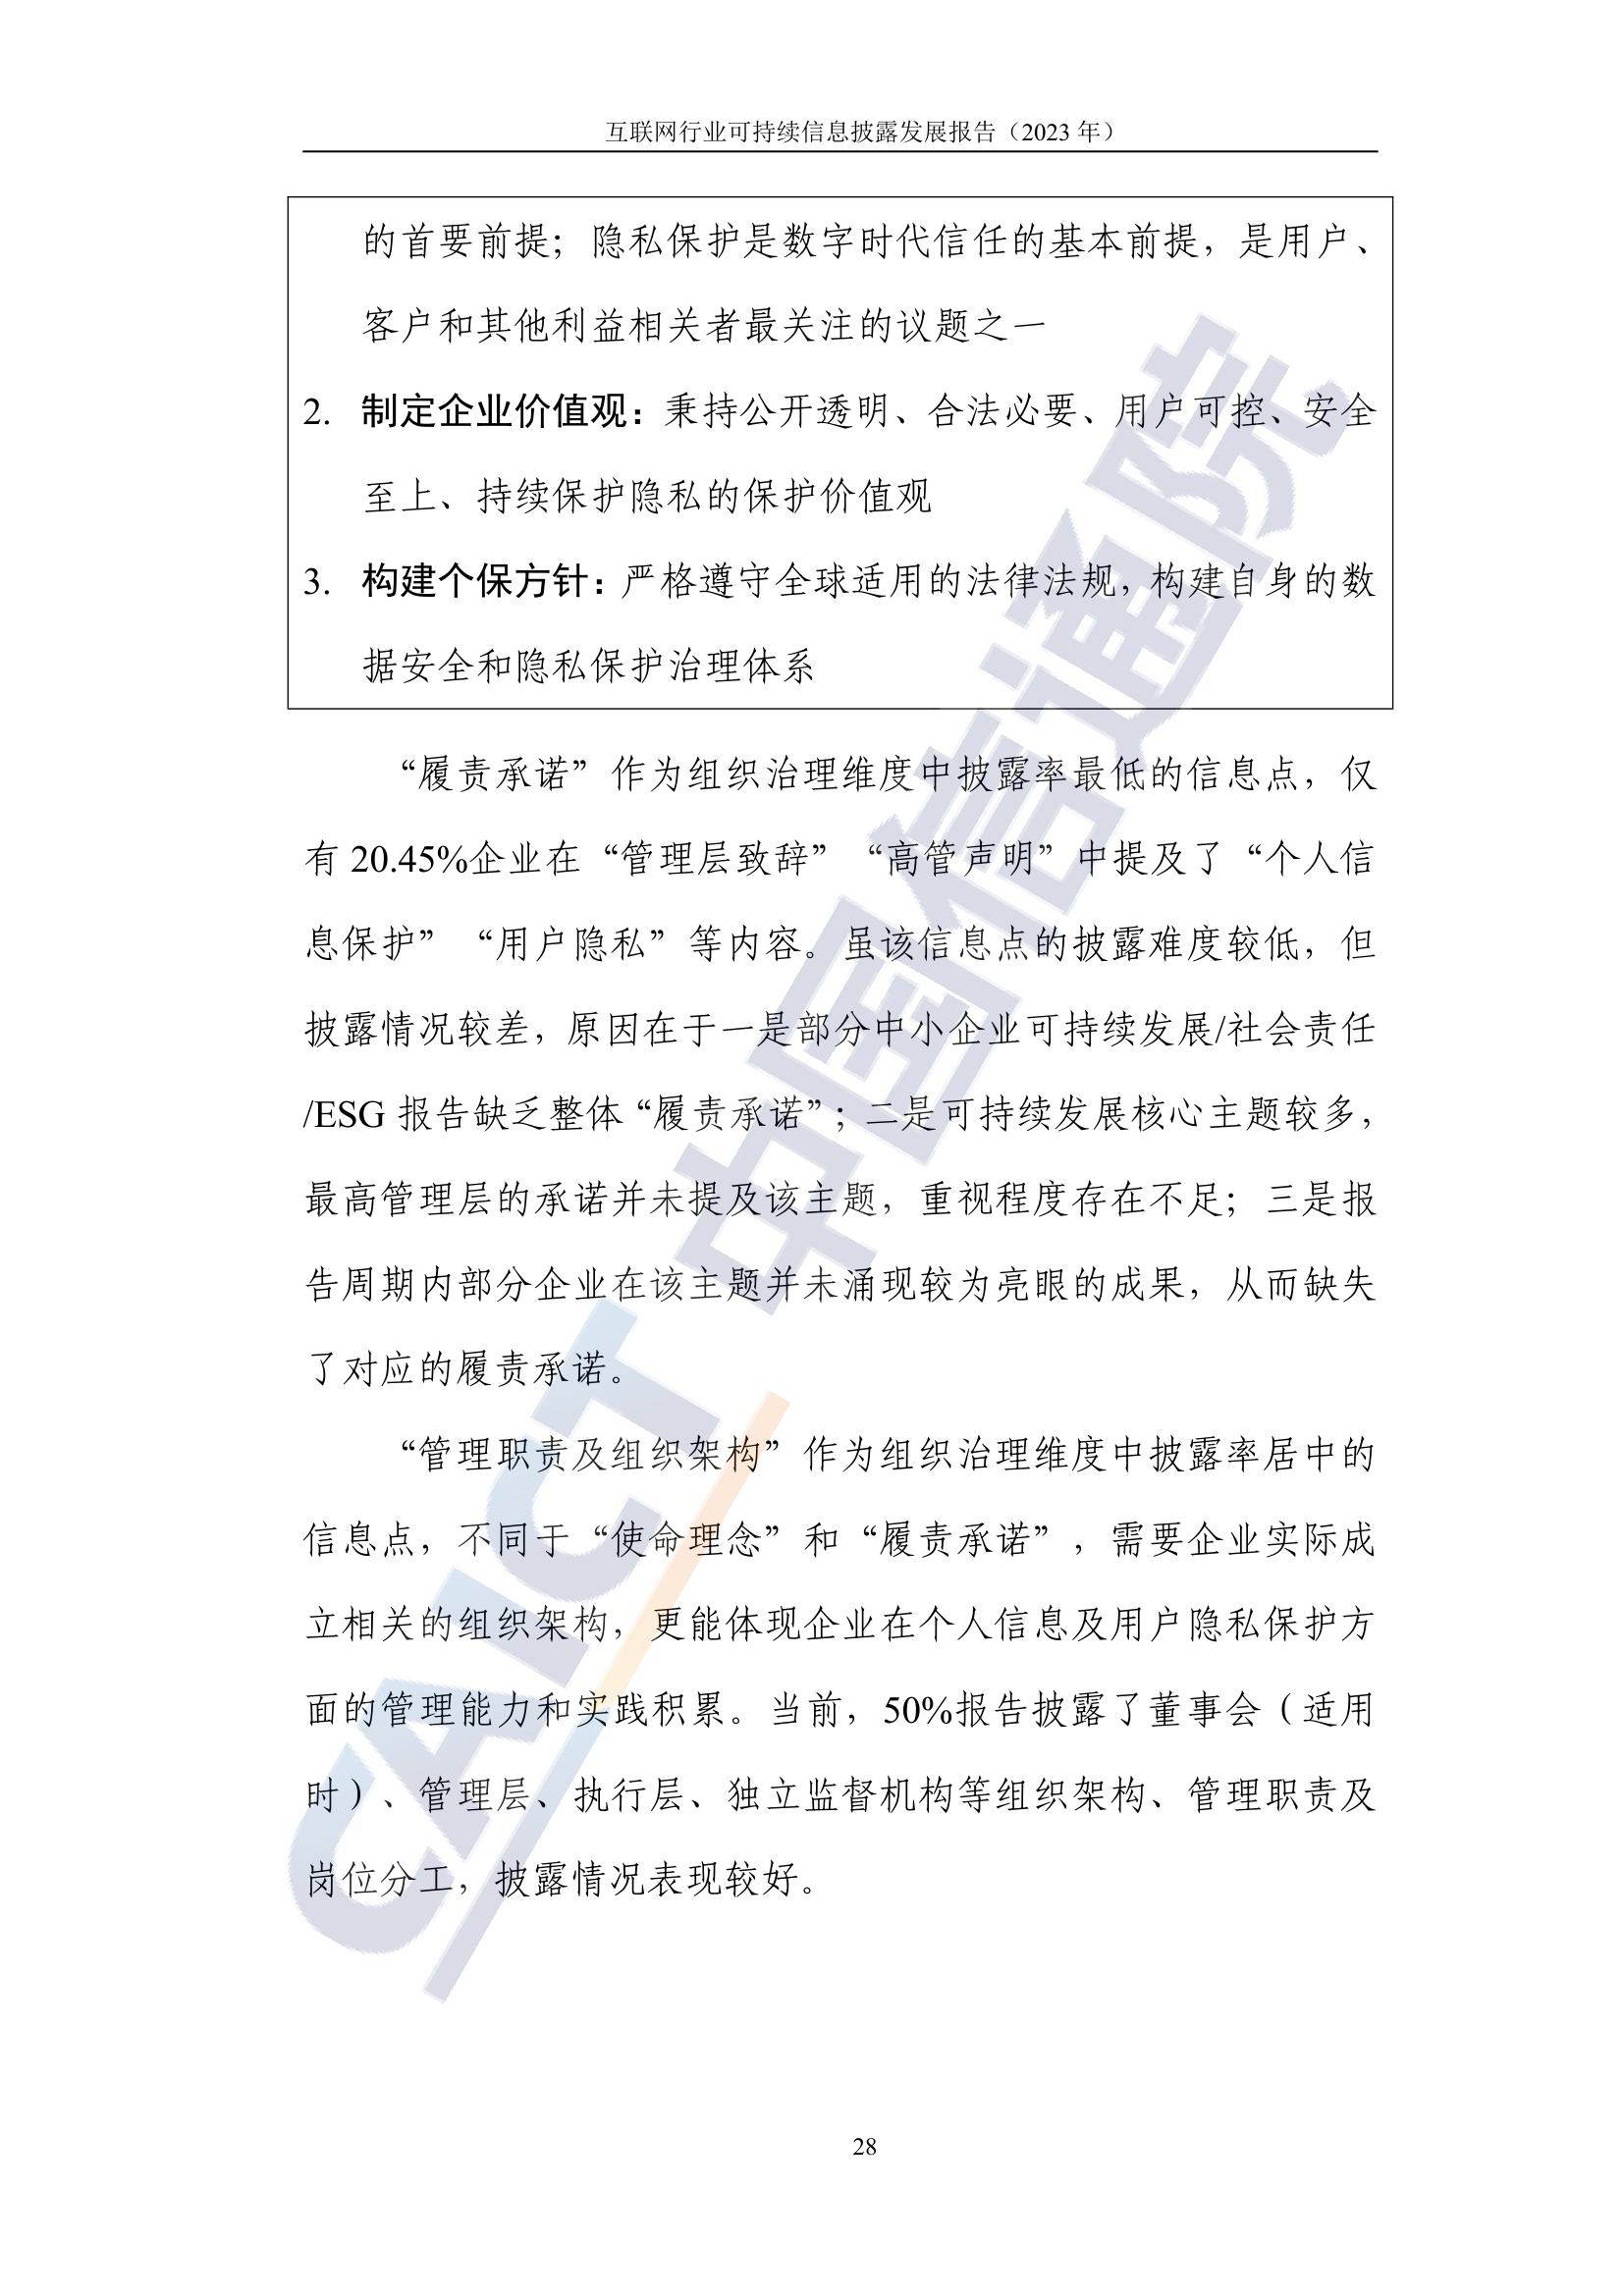 互联网行业可持续信息披露发展报告（2023 年）
的首要前提；隐私保护是数字时代信任的基本前提，是用户、
客户和其他利益相关者最关注的议题之一
2. 制定企业价值观：秉持公开透明、合法必要、用户可控、安全
至上、持续保护隐私的保护价值观
3. 构建个保方针：严格遵守全球适用的法律法规，构建自身的数
据安全和隐私保护治理体系
“履责承诺”作为组织治理维度中披露率最低的信息点，仅
有 20.45%企业在“管理层致辞”“高管声明”中提及了“个人信
息保护”“用户隐私”等内容。虽该信息点的披露难度较低，但
披露情况较差，原因在于一是部分中小企业可持续发展/社会责任
/ESG 报告缺乏整体“履责承诺”；二是可持续发展核心主题较多，
最高管理层的承诺并未提及该主题，重视程度存在不足；三是报
告周期内部分企业在该主题并未涌现较为亮眼的成果，从而缺失
了对应的履责承诺。
“管理职责及组织架构”作为组织治理维度中披露率居中的
信息点，不同于“使命理念”和“履责承诺”，需要企业实际成
立相关的组织架构，更能体现企业在个人信息及用户隐私保护方
面的管理能力和实践积累。当前，50%报告披露了董事会（适用
时）、管理层、执行层、独立监督机构等组织架构、管理职责及
岗位分工，披露情况表现较好。
CAICT 中国信通院
28